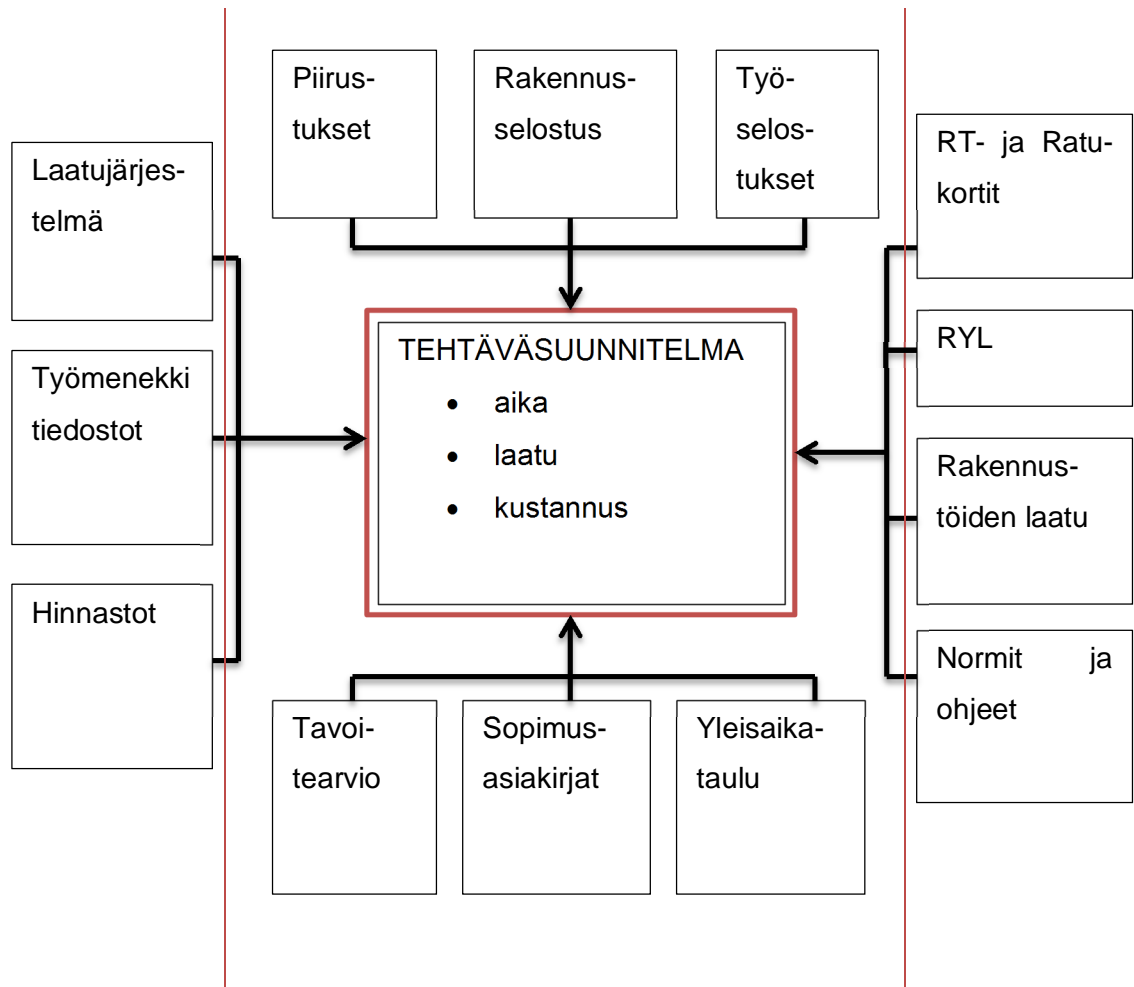 Piirus-
tukset
Rakennus-
selostus
Työ-
selos-
tukset
Laatujärjes-
telmä
Työmenekki
tiedostot
Hinnastot
TEHTÄVÄSUUNNITELMA
• aika
• laatu
• kustannus
RT- ja Ratu-
kortit
RYL
Rakennus-
töiden laatu
Normit ja
ohjeet
Tavoi-
tearvio
Sopimus-
asiakirjat
Yleisaika-
taulu